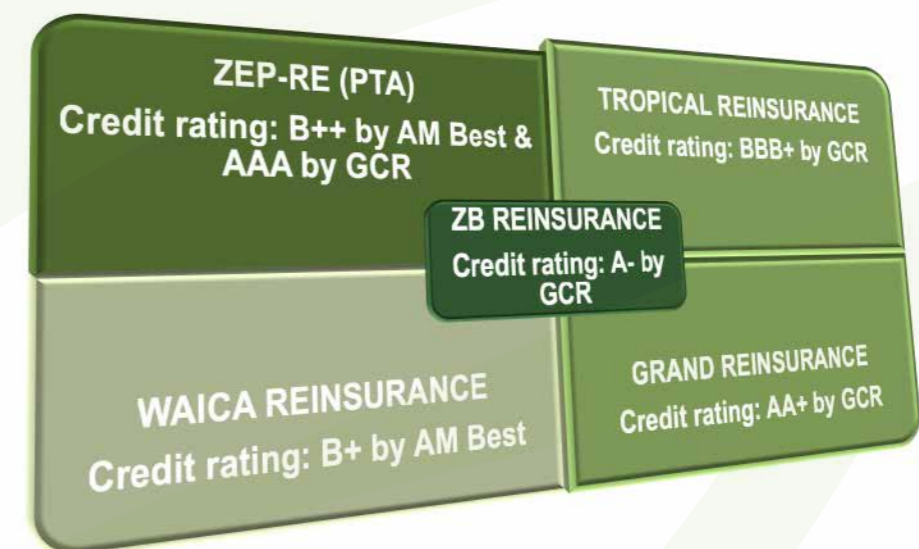 ZEP-RE (PTA)
Credit rating: B++ by AM Best &
AAA by GCR
TROPICAL REINSURANCE
Credit rating: BBB+ by GCR
ZB REINSURANCE
Credit rating: A- by
GCR
WAICA REINSURANCE
Credit rating: B+ by AM Best
GRAND REINSURANCE
Credit rating: AA+ by GCR